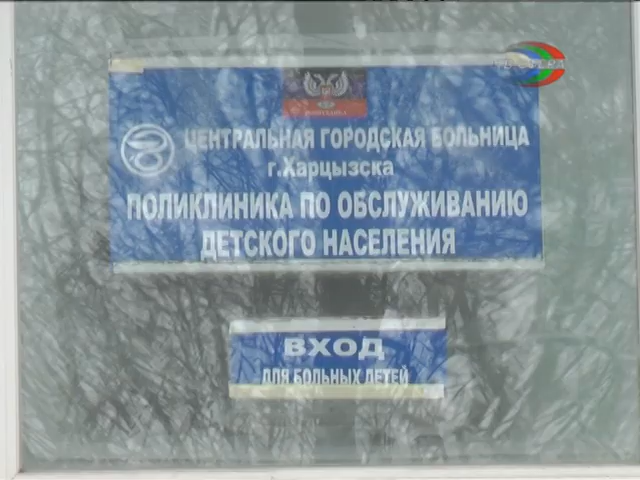 ЦЕНТРАЛЬНАЯ ГОРОДСКАЯ БОЛЬНИЦА
г.Харцызска
ПОЛИКЛИНИКА ПО ОБСЛУЖИВАНИЮ
ДЕТСКОГО НАСЕЛЕНИЯ
ВХОД
ДЛЯ БОЛЬНЫХ ДЕТЕЙ